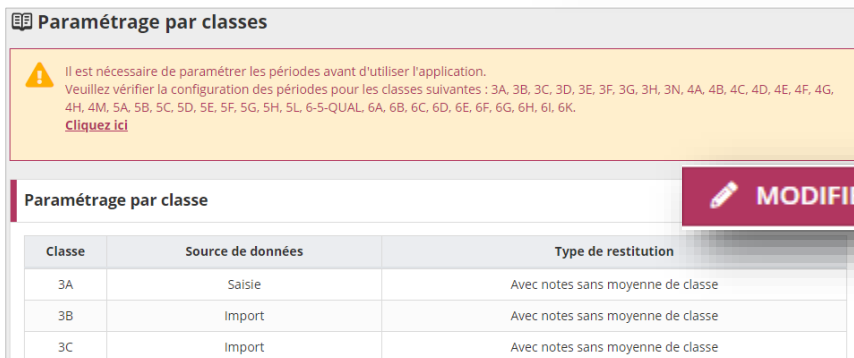 Paramétrage par classes
Il est nécessaire de paramétrer les périodes avant d'utiliser l'application.
Veuillez vérifier la configuration des périodes pour les classes suivantes : 3A, 3B, 3C, 3D, 3E, 3F, 3G, 3H, 3N, 4A, 4B, 4C, 4D, 4E, 4F, 4G,
4H, 4M, 5A, 5B, 5C, 5D, 5E, 5F, 5G, 5H, 5L, 6-5-QUAL, 6A, 6B, 6C, 6D, 6E, 6F, 6G, 6H, 6I, 6K.
Cliquez ici
Paramétrage par classe
MODIFIE
Classe Source de données Type de restitution
3A Saisie Avec notes sans moyenne de classe
3B Import Avec notes sans moyenne de classe
3C Import Avec notes sans moyenne de classe